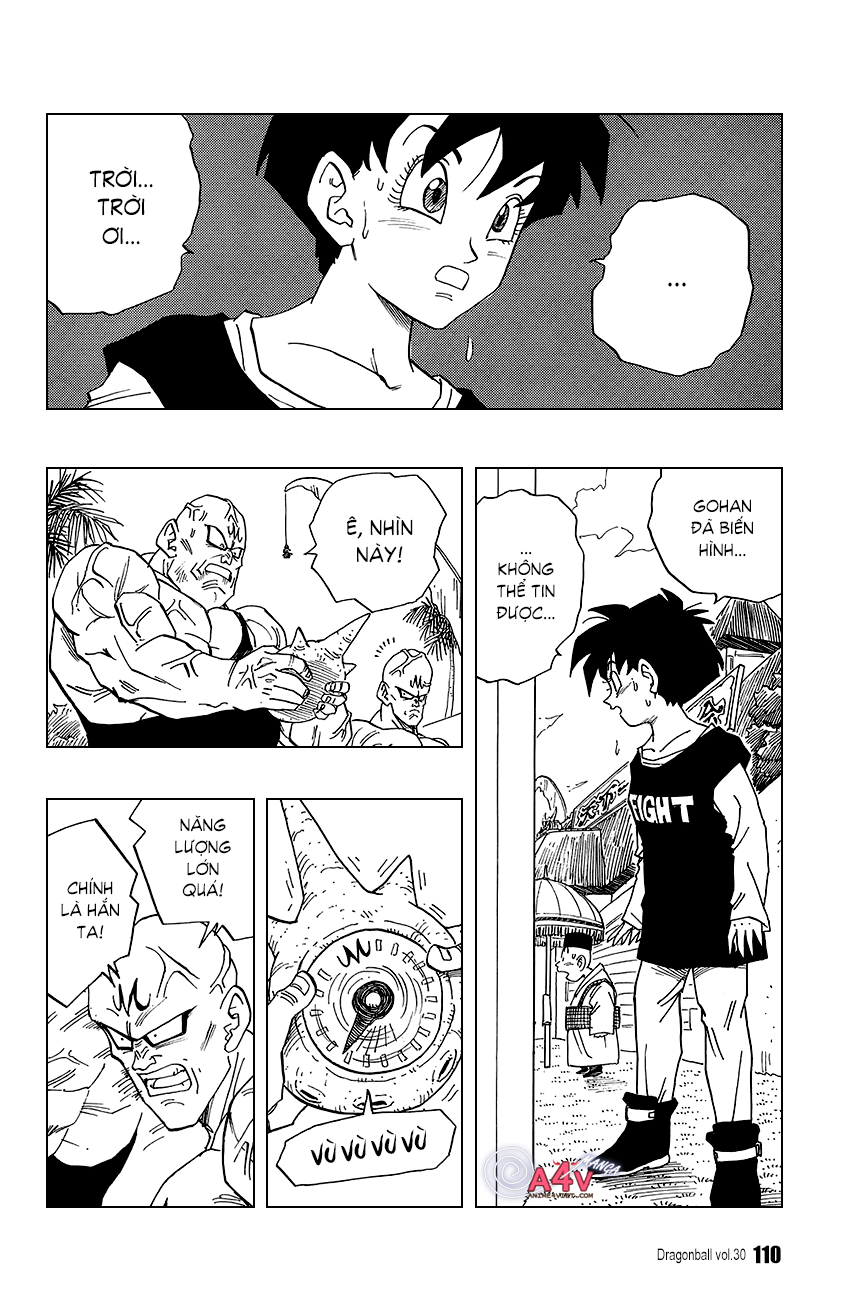 TRỜI...
TRỜI
ƠI...
...
Ê, NHÌN
NÀY!
GOHAN
ĐÃ BIẾN
HÌNH...
...
KHÔNG
THỂ TIN
ĐƯỢC...
FIGHT
NĂNG
LƯỢNG
LỚN
QUÁ!
CHÍNH
LÀ HẮN
TA!
VÙ VÙ VÙ VÙ
A4V
MANGA
Dragonball vol.30 110